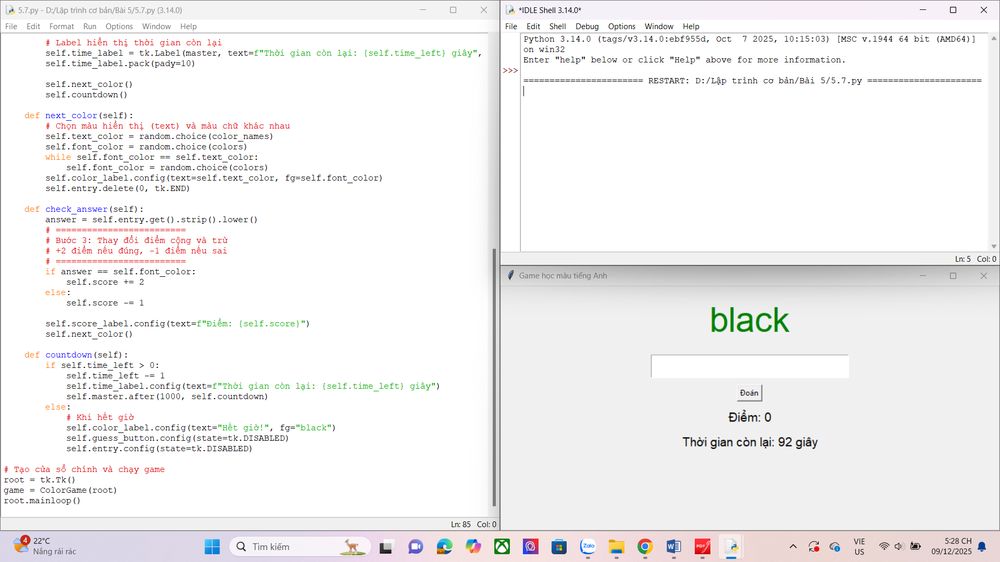 5.7.py - D:/Lập trình cơ bản/Bài 5/5.7.py (3.14.0)
File Edit Format Run Options Window Help
# Label hiển thị thời gian còn lại
self.time_label = tk.Label(master, text=f"Thời gian còn lại: {self.time_left} giây",
self.time_label.pack(pady=10)
self.next_color()
self.countdown()
def next_color(self):
# Chọn màu hiển thị (text) và màu chữ khác nhau
self.text_color = random.choice(color_names)
self.font_color = random.choice(colors)
while self.font_color == self.text_color:
self.font_color = random.choice(colors)
self.color_label.config(text=self.text_color, fg=self.font_color)
self.entry.delete(0, tk.END)
def check_answer(self):
answer = self.entry.get().strip().lower()
# =========================
# Bước 3: Thay đổi điểm cộng và trừ
# +2 điểm nếu đúng, -1 điểm nếu sai
# =========================
if answer == self.font_color:
self.score += 2
else:
self.score -= 1
self.score_label.config(text=f"Điểm: {self.score}")
self.next_color()
def countdown(self):
if self.time_left > 0:
self.time_left -= 1
self.time_label.config(text=f"Thời gian còn lại: {self.time_left} giây")
self.master.after(1000, self.countdown)
else:
# Khi hết giờ
self.color_label.config(text="Hết giờ!", fg="black")
self.guess_button.config(state=tk.DISABLED)
self.entry.config(state=tk.DISABLED)
# Tạo cửa sổ chính và chạy game
root = tk.Tk()
game = ColorGame(root)
root.mainloop()
Ln: 85 Col: 0
*IDLE Shell 3.14.0*
File Edit Shell Debug Options Window Help
Python 3.14.0 (tags/v3.14.0:ebf955d, Oct  7 2025, 10:15:03) [MSC v.1944 64 bit (AMD64)]
on win32
Enter "help" below or click "Help" above for more information.
>>>
======================= RESTART: D:/Lập trình cơ bản/Bài 5/5.7.py ======================
Ln: 5 Col: 0
Game học màu tiếng Anh
black
Đoán
Điểm: 0
Thời gian còn lại: 92 giây
4
22°C
Nắng rải rác
Tìm kiếm
Zalo
W
PDF
VIE
US
5:28 CH
09/12/2025